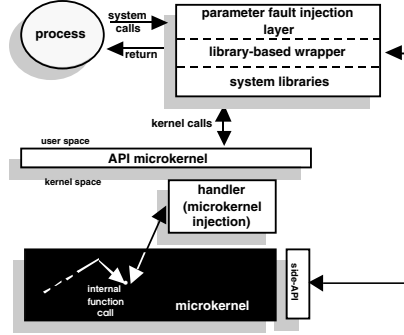 process
system
calls
return
parameter fault injection
layer
library-based wrapper
system libraries
kernel calls
user space
API microkernel
kernel space
handler
(microkernel
injection)
internal
function
call
microkernel
side-API